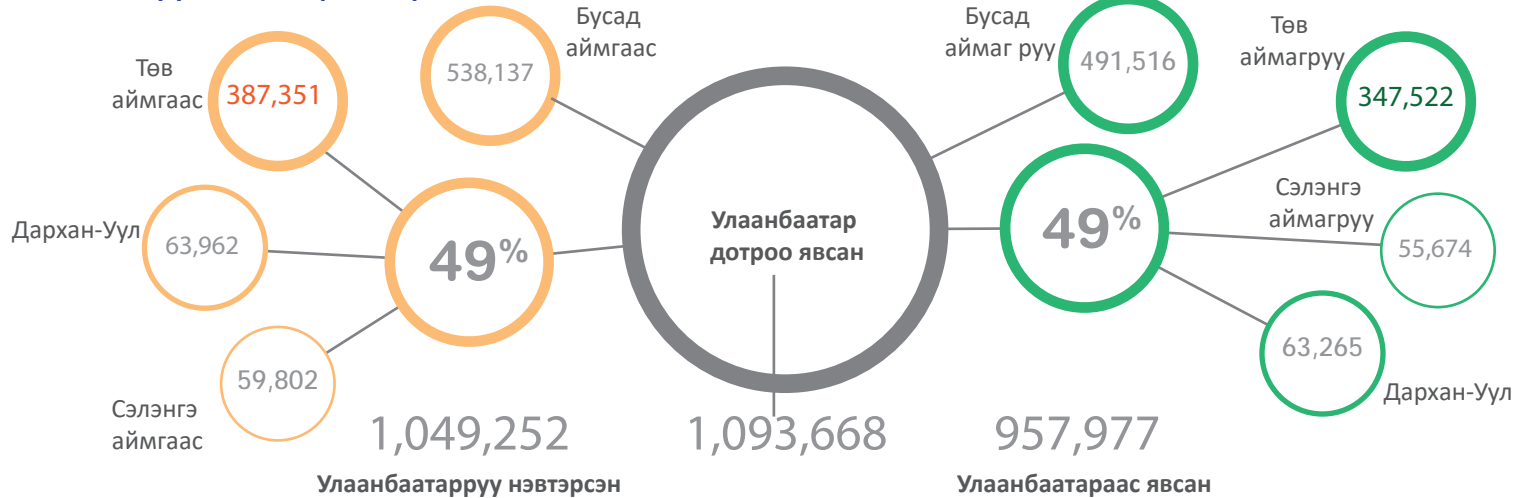 Төв
аймгаас
387,351
Бусад
аймгаас
538,137
Дархан-Уул
63,962
49%
59,802
Сэлэнгэ
аймгаас
1,049,252
Улаанбаатарруу нэвтэрсэн
Улаанбаатар
дотроо явсан
1,093,668
Бусад
аймаг руу
491,516
Төв
аймагруу
347,522
49%
Сэлэнгэ
аймагруу
55,674
63,265
Дархан-Уул
957,977
Улаанбаатараас явсан